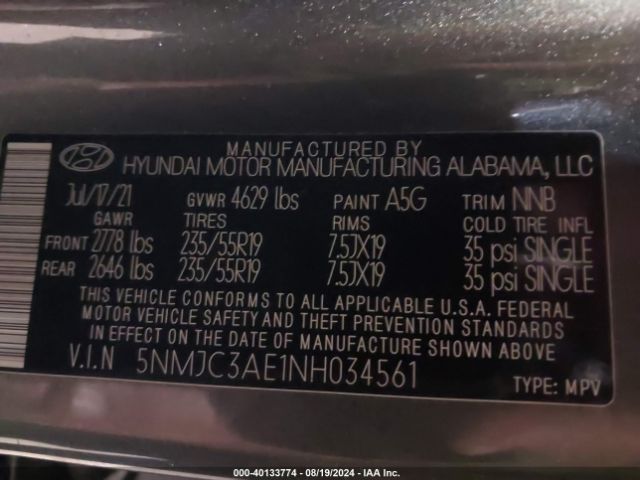 MANUFACTURED BY
HYUNDAI MOTOR MANUFACTURING ALABAMA, LLC
Jul/17/21 GVWR 4629 lbs PAINT A5G TRIM NNB
GAWR TIRES RIMS COLD TIRE INFL
FRONT 2778 lbs 235/55R19 7.5JX19 35 psi SINGLE
REAR 2646 lbs 235/55R19 7.5JX19 35 psi SINGLE
THIS VEHICLE CONFORMS TO ALL APPLICABLE U.S.A. FEDERAL
MOTOR VEHICLE SAFETY AND THEFT PREVENTION STANDARDS
IN EFFECT ON THE DATE OF MANUFACTURE SHOWN ABOVE
V.I.N 5NMJC3AE1NH034561
TYPE: MPV
000-40133774 - 08/19/2024 - IAA Inc.